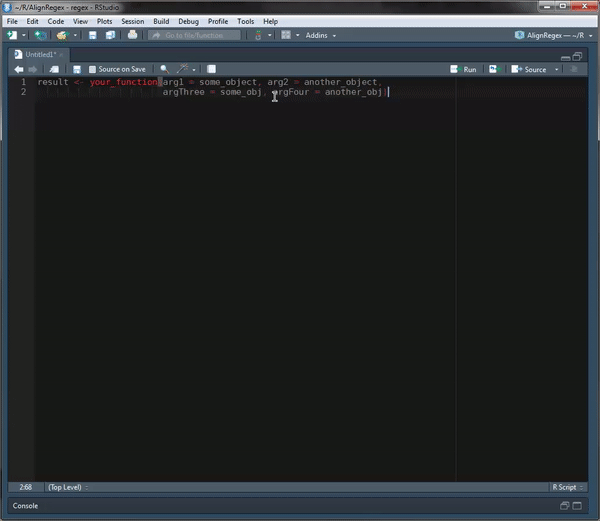 ~/R/AlignRegex - regex - RStudio
File Edit Code View Plots Session Build Debug Profile Tools Help
Go to file/function Addins AlignRegex — ~/R
Untitled1*
Source on Save Run Source
1 result <- your_function(arg1 = some_object, arg2 = another_object,
2 argThree = some_obj, argFour = another_obj)
2:68 (Top Level) R Script
Console